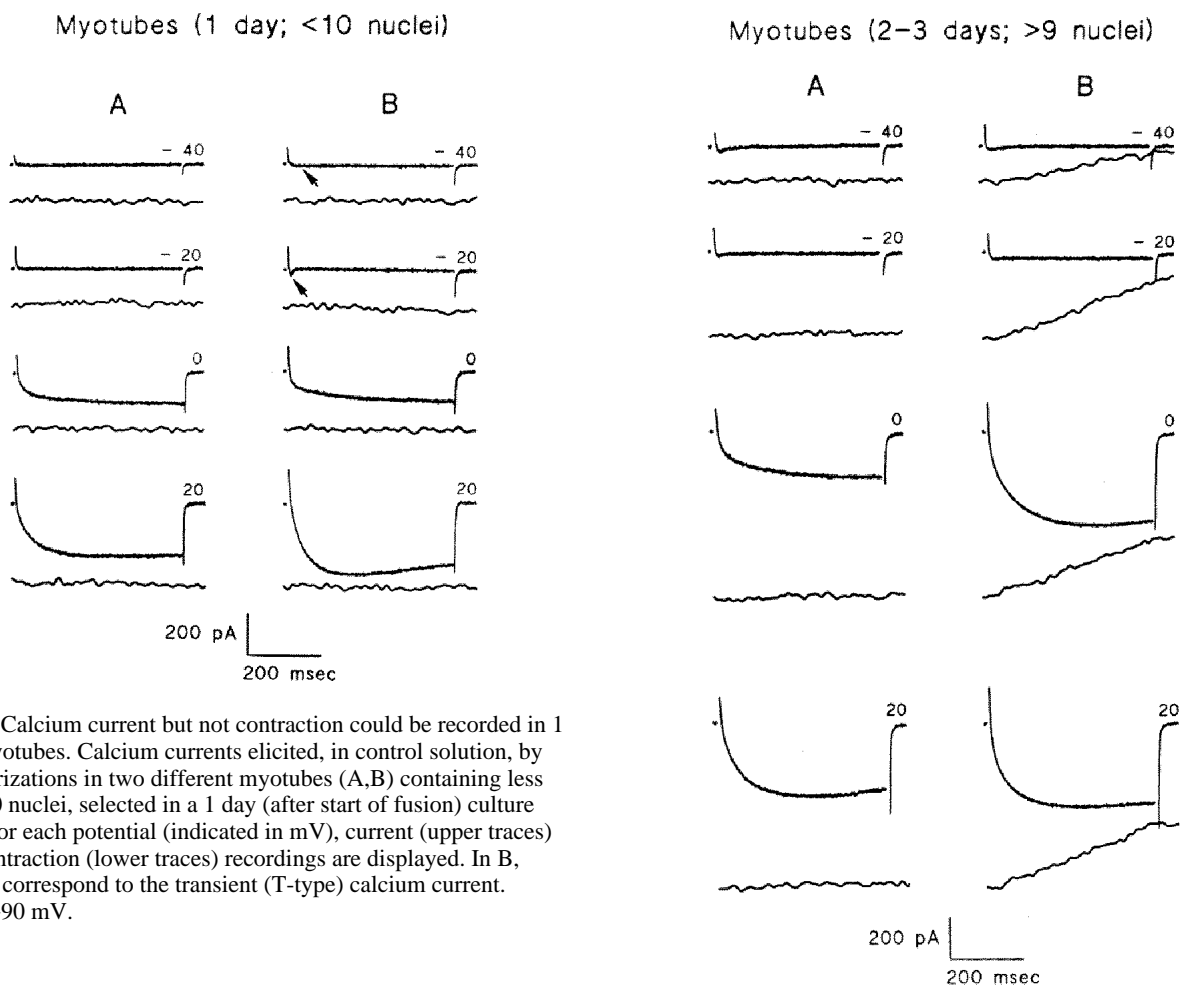 Myotubes (1 day; <10 nuclei)
A B
- 40 - 40
- 20 - 20
0 0
20 20
200 pA
200 msec
Calcium current but not contraction could be recorded in 1
yotubes. Calcium currents elicited, in control solution, by
rizations in two different myotubes (A,B) containing less
0 nuclei, selected in a 1 day (after start of fusion) culture
or each potential (indicated in mV), current (upper traces)
ntraction (lower traces) recordings are displayed. In B,
correspond to the transient (T-type) calcium current.
90 mV.
Myotubes (2-3 days; >9 nuclei)
A B
- 40 - 40
- 20 - 20
0 0
20 20
200 pA
200 msec